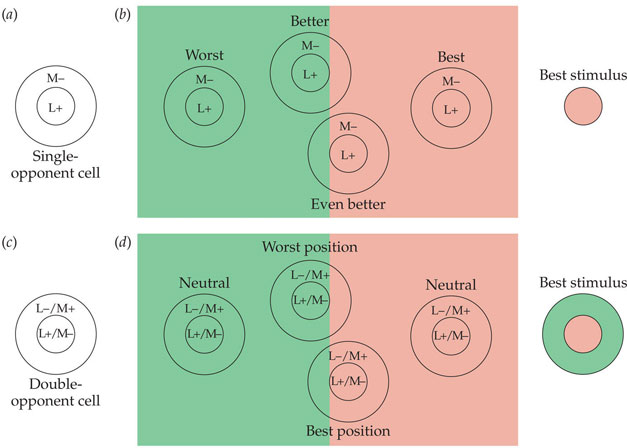 (a)
M–
L+
Single-
opponent cell
(b)
Worst
M–
L+
Better
M–
L+
M–
L+
Even better
Best
M–
L+
Best stimulus
(c)
L–/M+
L+/M–
Double-
opponent cell
(d)
Neutral
L–/M+
L+/M–
Worst position
L–/M+
L+/M–
L–/M+
L+/M–
Best position
Neutral
L–/M+
L+/M–
Best stimulus